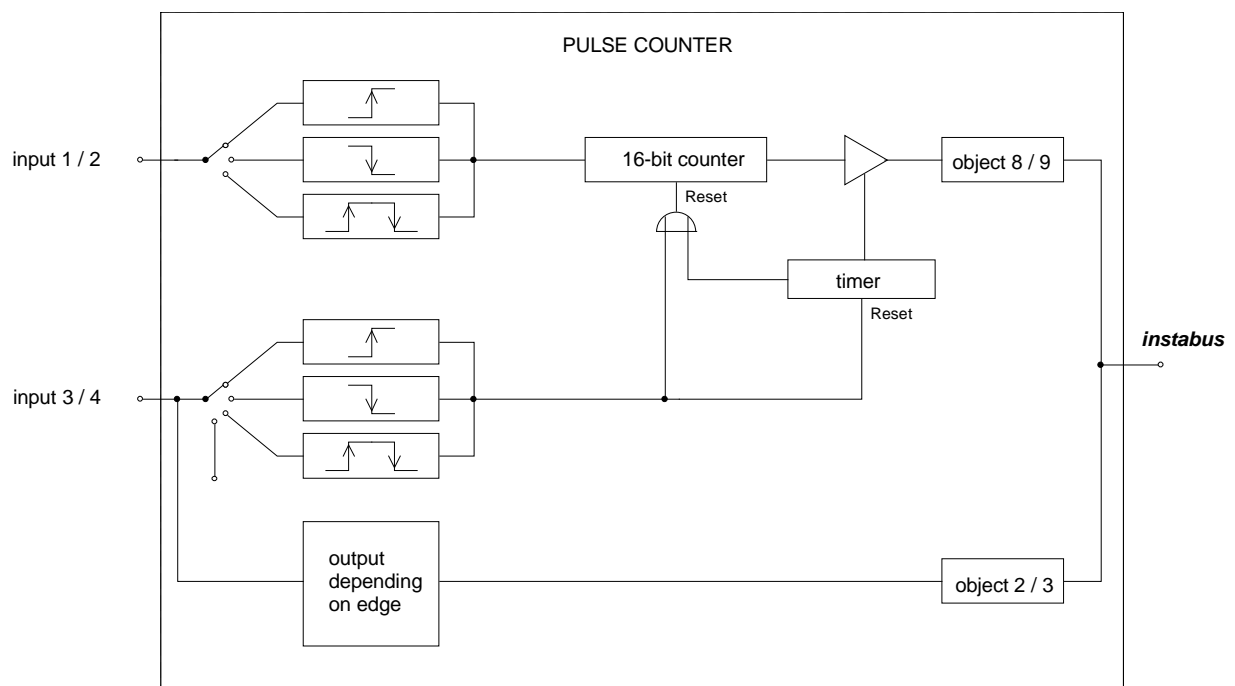 PULSE COUNTER
input 1 / 2
16-bit counter
object 8 / 9
Reset
timer
Reset
instabus
input 3 / 4
output
depending
on edge
object 2 / 3